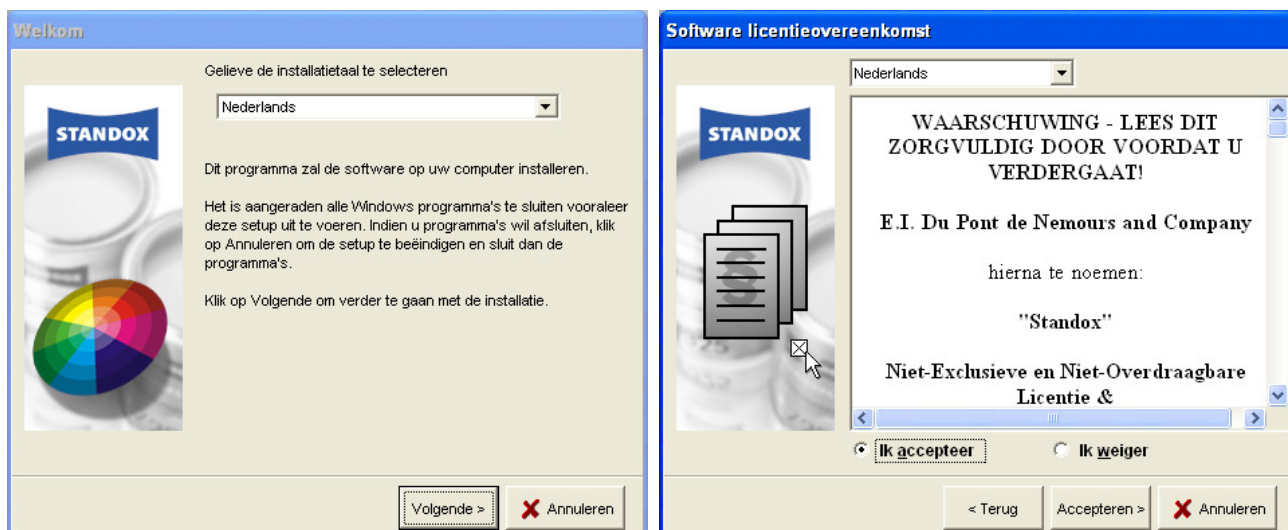 Welkom
Gelieve de installatietaal te selecteren
Nederlands
STANDOX
Dit programma zal de software op uw computer installeren.
Het is aangeraden alle Windows programma's te sluiten vooraleer
deze setup uit te voeren. Indien u programma's wil afsluiten, klik
op Annuleren om de setup te beëindigen en sluit dan de
programma's.
Klik op Volgende om verder te gaan met de installatie.
Volgende >
Annuleren
Software licentieovereenkomst
Nederlands
STANDOX
WAARSCHUWING - LEES DIT
ZORGVULDIG DOOR VOORDAT U
VERDERGAAT!
E.I. Du Pont de Nemours and Company
hierna te noemen:
"Standox"
Niet-Exclusieve en Niet-Overdraagbare
Licentie &
Ik accepteer
Ik weiger
< Terug
Accepteren >
Annuleren